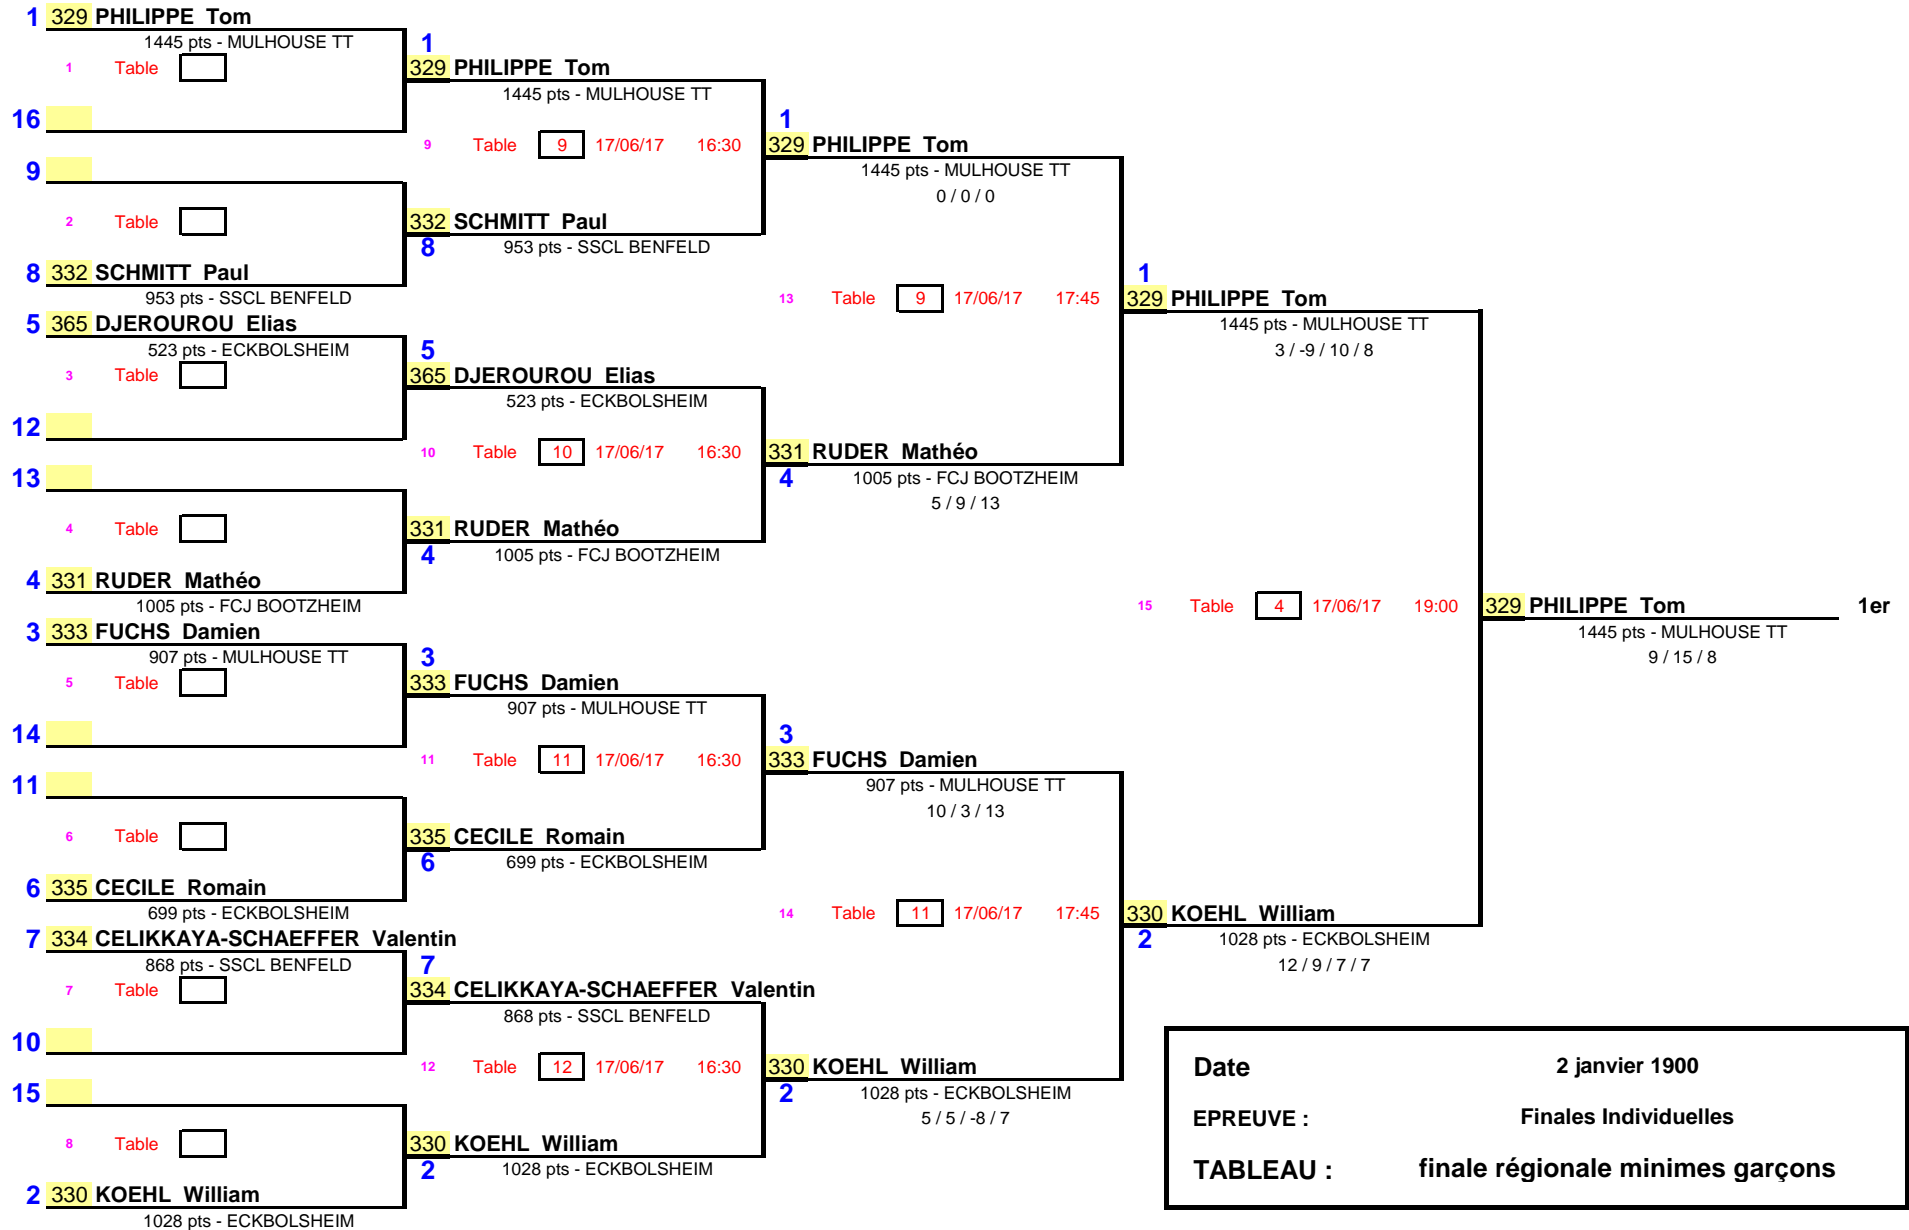 1 329 PHILIPPE Tom
1445 pts - MULHOUSE TT
1 Table
16
9
2 Table
8 332 SCHMITT Paul
953 pts - SSCL BENFELD
5 365 DJEROUROU Elias
523 pts - ECKBOLSHEIM
3 Table
12
13
4 Table
4 331 RUDER Mathéo
1005 pts - FCJ BOOTZHEIM
3 333 FUCHS Damien
907 pts - MULHOUSE TT
5 Table
14
11
6 Table
6 335 CECILE Romain
699 pts - ECKBOLSHEIM
7 334 CELIKKAYA-SCHAEFFER Valentin
868 pts - SSCL BENFELD
7 Table
10
15
8 Table
2 330 KOEHL William
1028 pts - ECKBOLSHEIM
1
329 PHILIPPE Tom
1445 pts - MULHOUSE TT
9 Table 9 17/06/17 16:30
332 SCHMITT Paul
8 953 pts - SSCL BENFELD
5
365 DJEROUROU Elias
523 pts - ECKBOLSHEIM
10 Table 10 17/06/17 16:30
331 RUDER Mathéo
4 1005 pts - FCJ BOOTZHEIM
3
333 FUCHS Damien
907 pts - MULHOUSE TT
11 Table 11 17/06/17 16:30
335 CECILE Romain
6 699 pts - ECKBOLSHEIM
7
334 CELIKKAYA-SCHAEFFER Valentin
868 pts - SSCL BENFELD
12 Table 12 17/06/17 16:30
330 KOEHL William
2 1028 pts - ECKBOLSHEIM
1
329 PHILIPPE Tom
1445 pts - MULHOUSE TT
0 / 0 / 0
13 Table 9 17/06/17 17:45
331 RUDER Mathéo
4 1005 pts - FCJ BOOTZHEIM
5 / 9 / 13
3
333 FUCHS Damien
907 pts - MULHOUSE TT
10 / 3 / 13
14 Table 11 17/06/17 17:45
330 KOEHL William
2 1028 pts - ECKBOLSHEIM
5 / 5 / -8 / 7
1
329 PHILIPPE Tom
1445 pts - MULHOUSE TT
3 / -9 / 10 / 8
15 Table 4 17/06/17 19:00
330 KOEHL William
2 1028 pts - ECKBOLSHEIM
12 / 9 / 7 / 7
329 PHILIPPE Tom 1er
1445 pts - MULHOUSE TT
9 / 15 / 8
Date 2 janvier 1900
EPREUVE : Finales Individuelles
TABLEAU : finale régionale minimes garçons